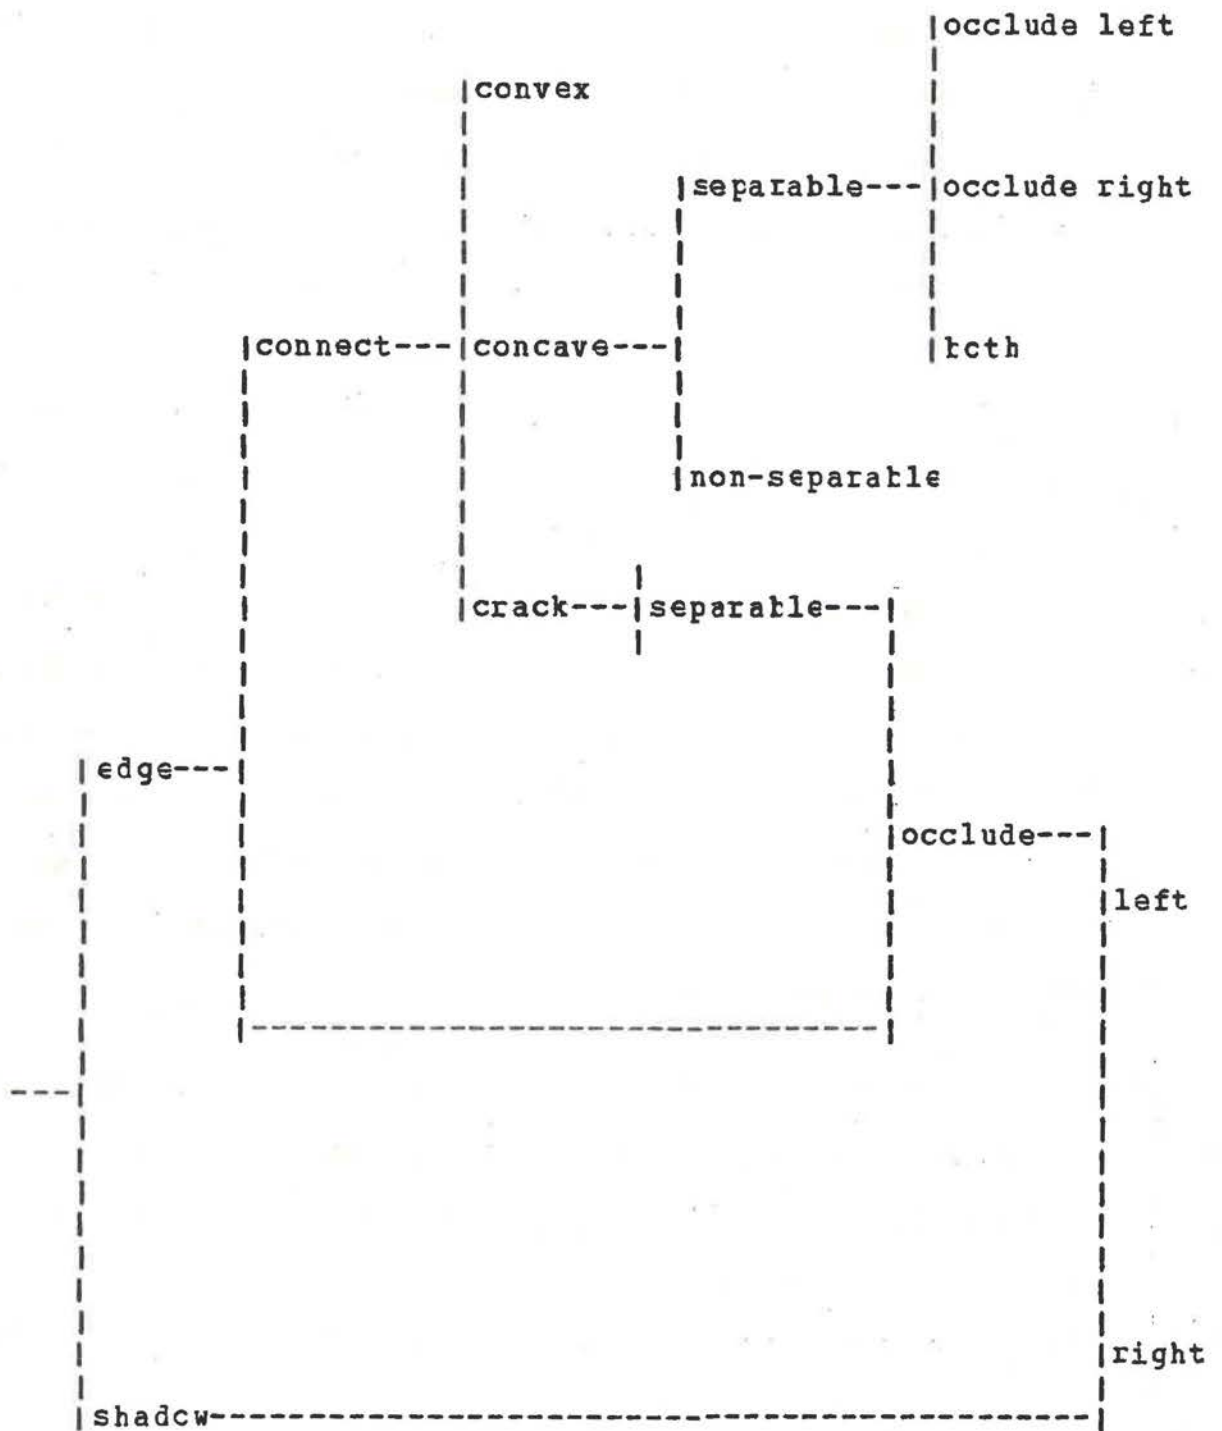 occlude left
convex
separable--- occlude right
connect--- concave--- both
non-separable
crack--- separable---
edge---
occlude---
left
right
shadow